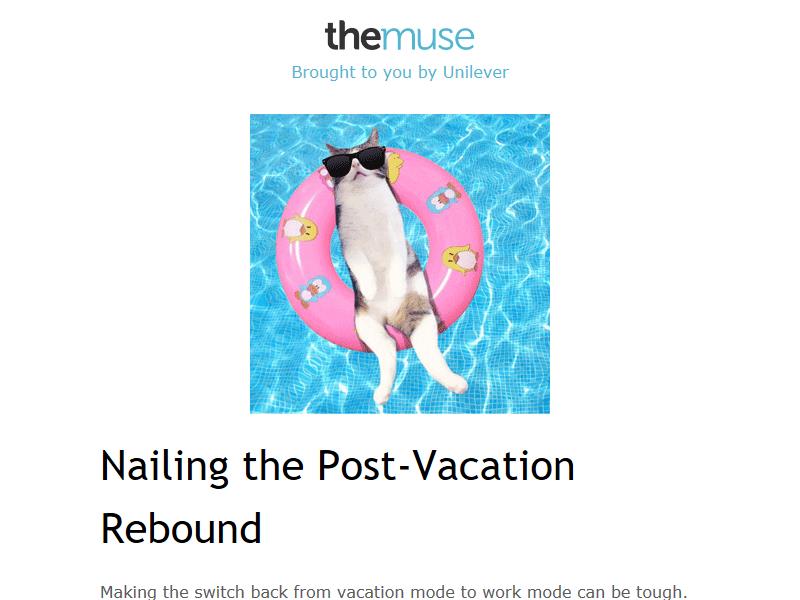 themuse
Brought to you by Unilever
Nailing the Post-Vacation
Rebound
Making the switch back from vacation mode to work mode can be tough.